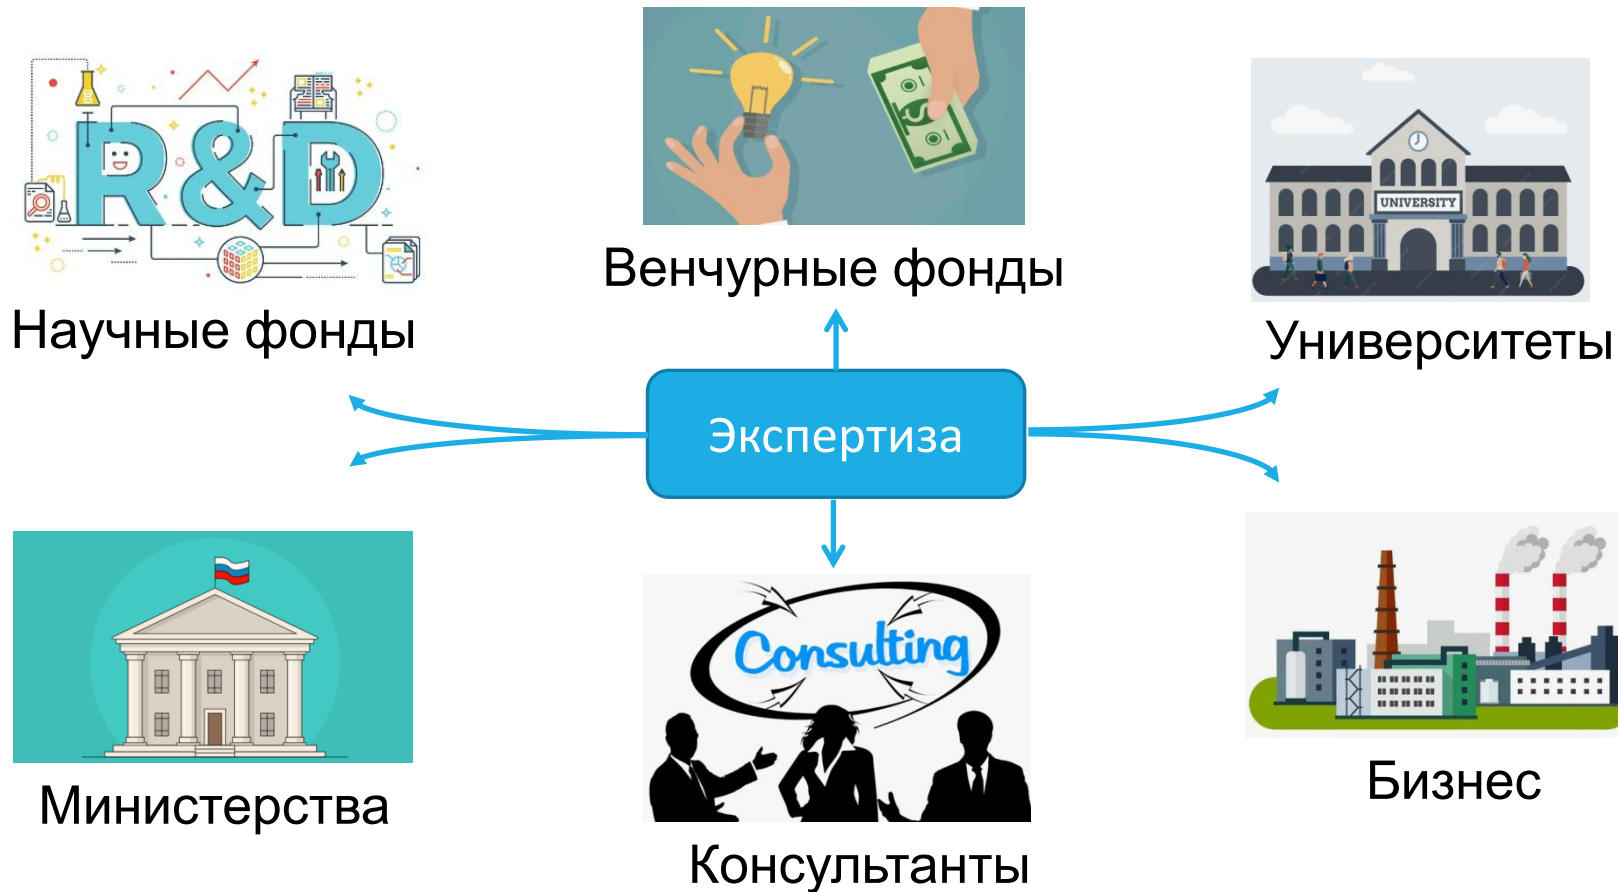 R&D
Венчурные фонды
UNIVERSITY
Научные фонды
Университеты
Экспертиза
Consulting
Министерства
Бизнес
Консультанты